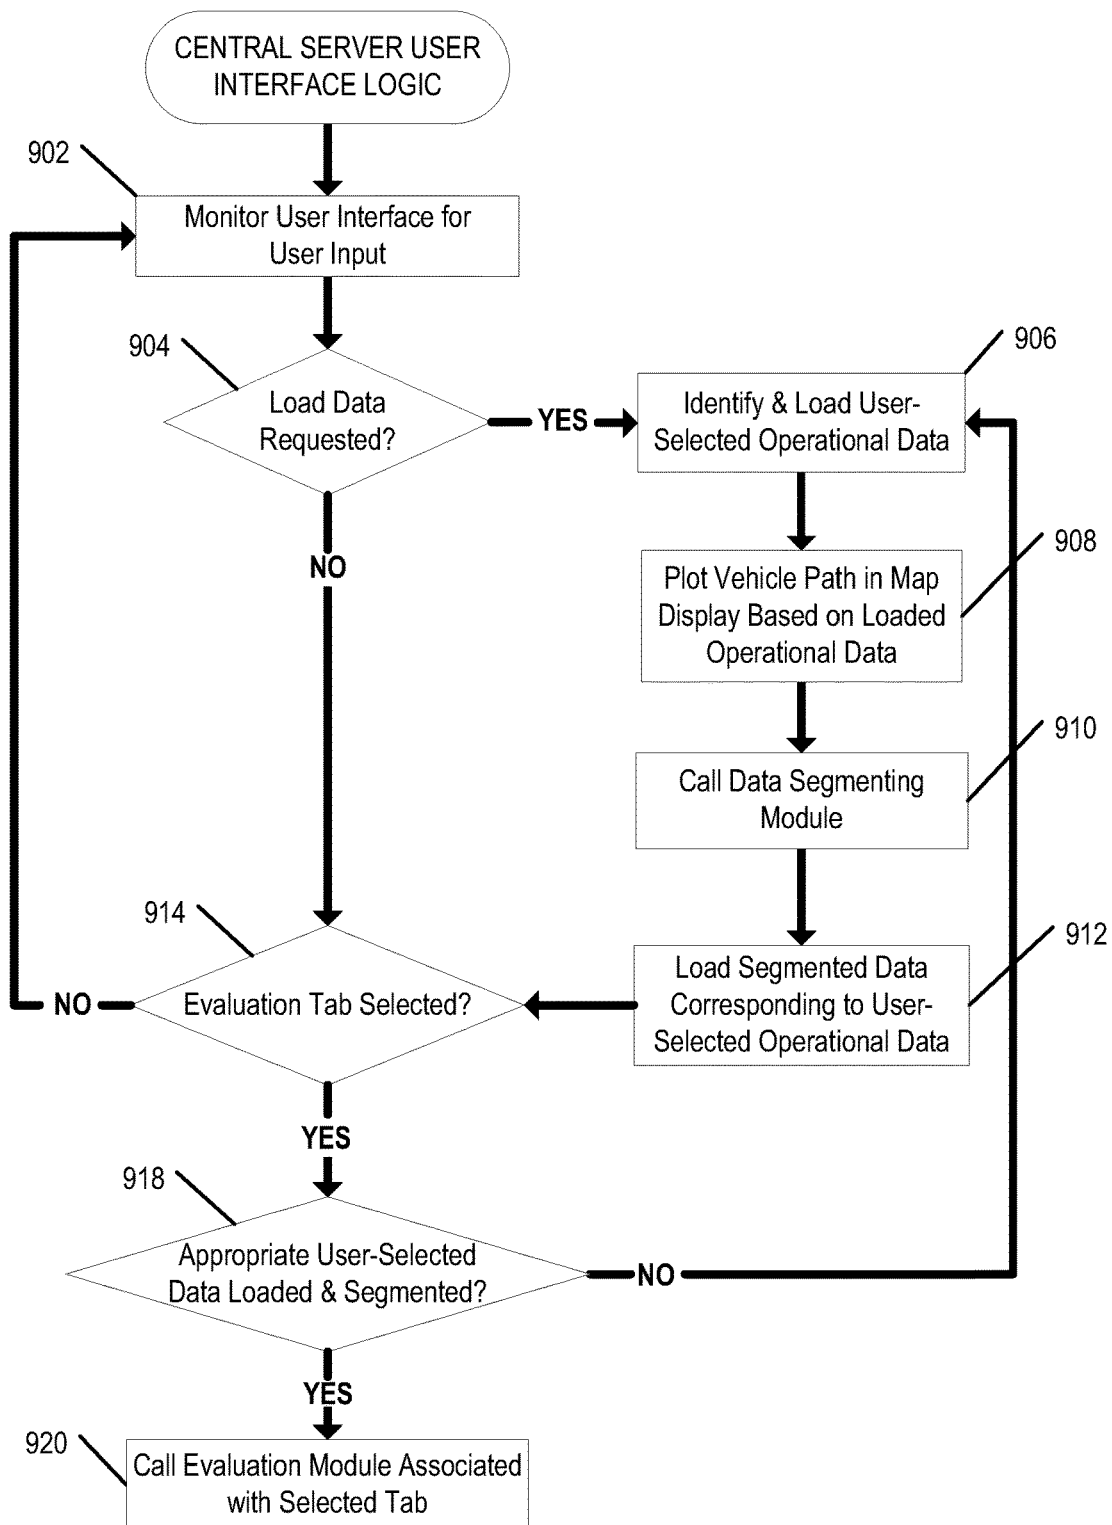 CENTRAL SERVER USER
INTERFACE LOGIC
902
Monitor User Interface for
User Input
904
Load Data
Requested?
YES
906
Identify & Load User-
Selected Operational Data
NO
908
Plot Vehicle Path in Map
Display Based on Loaded
Operational Data
910
Call Data Segmenting
Module
914
Evaluation Tab Selected?
NO
912
Load Segmented Data
Corresponding to User-
Selected Operational Data
YES
918
Appropriate User-Selected
Data Loaded & Segmented?
NO
YES
920
Call Evaluation Module Associated
with Selected Tab